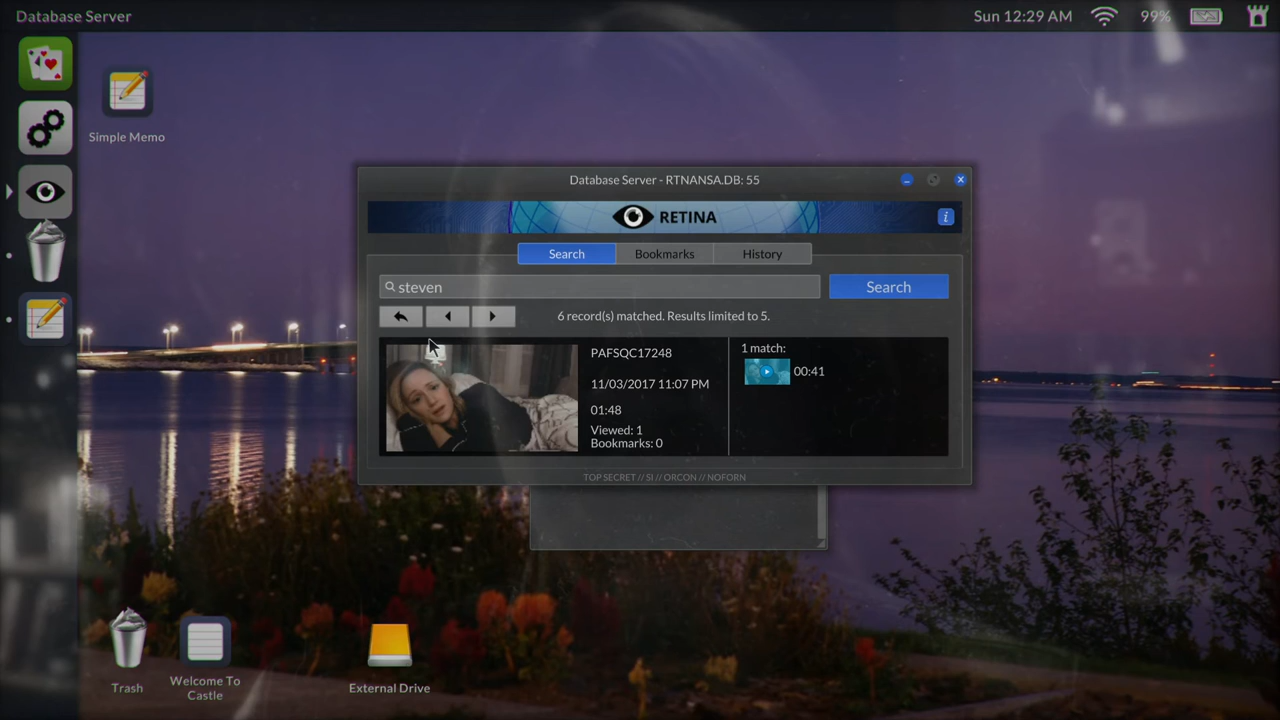 Database Server
Sun 12:29 AM
99%
Simple Memo
Database Server - RTNANSA.DB: 55
RETINA
i
Search
Bookmarks
History
steven
Search
6 record(s) matched. Results limited to 5.
PAFSQC17248
11/03/2017 11:07 PM
01:48
Viewed: 1
Bookmarks: 0
1 match:
00:41
TOP SECRET // SI // ORCON // NOFORN
Trash
Welcome To
Castle
External Drive